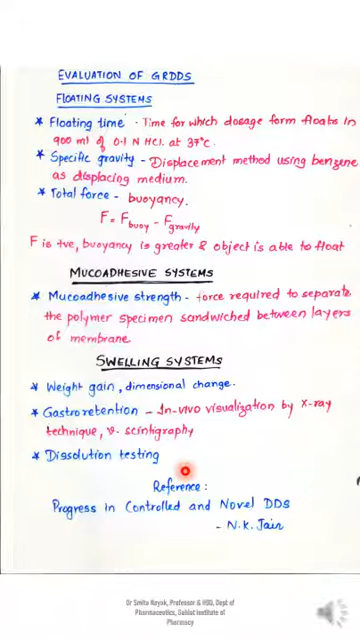 EVALUATION OF GRDDS
FLOATING SYSTEMS
* Floating time - Time for which dosage form floats in
900 ml of 0.1 N HCl at 37°C.
* Specific gravity - Displacement method using benzene
as displacing medium.
* Total force - buoyancy.
F = Fbuoy - Fgravity
F is +ve, buoyancy is greater & object is able to float
MUCOADHESIVE SYSTEMS
* Mucoadhesive strength - force required to separate
the polymer specimen sandwiched between layers
of membrane
SWELLING SYSTEMS
* Weight gain, dimensional change.
* Gastroretention - In-vivo visualization by X-ray
technique, γ- scintigraphy
* Dissolution testing
Reference:
Progress in Controlled and Novel DDS
- N.K. Jain
Dr Smita Nayak, Professor & HOD, Dept of
Pharmaceutics, Gahlot Institute of
Pharmacy